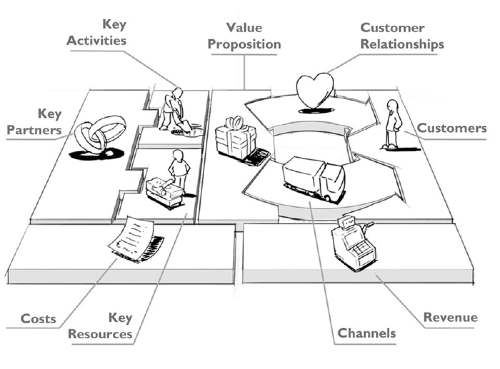 Key
Activities
Value
Proposition
Customer
Relationships
Key
Partners
Customers
Costs
Key
Resources
Channels
Revenue